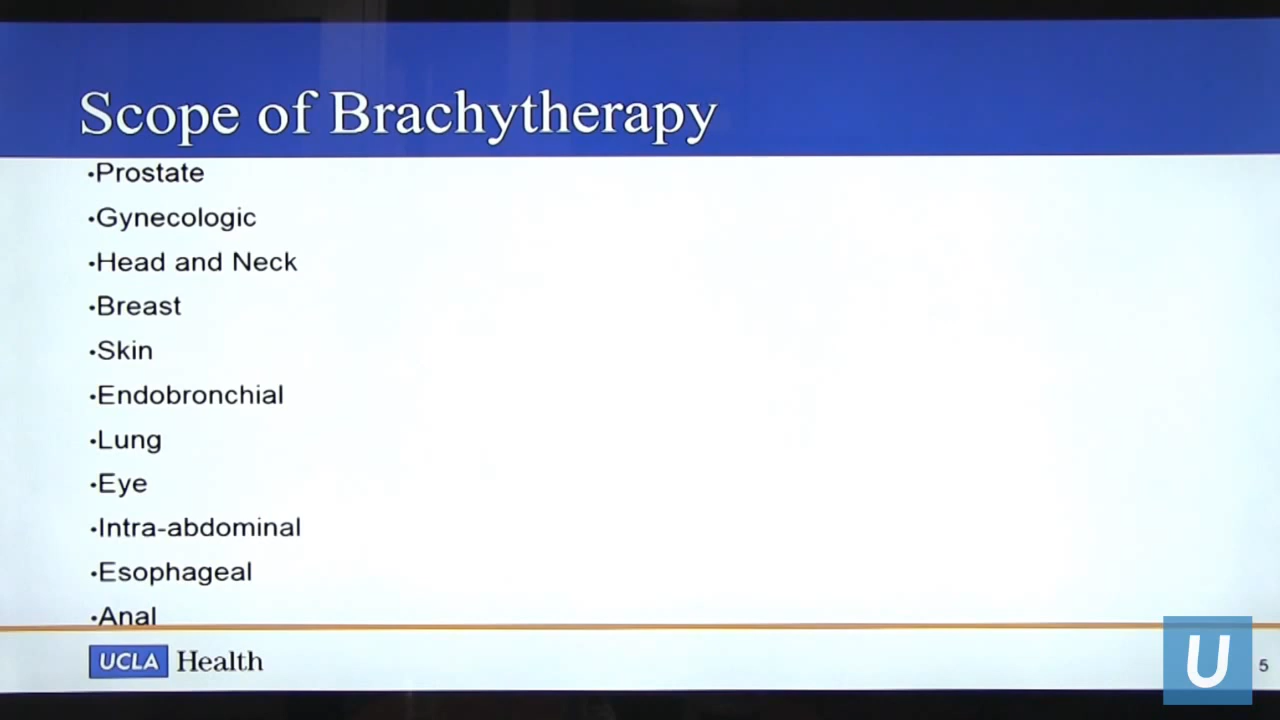 Scope of Brachytherapy
•Prostate
•Gynecologic
•Head and Neck
•Breast
•Skin
•Endobronchial
•Lung
•Eye
•Intra-abdominal
•Esophageal
•Anal
UCLA Health
U
5